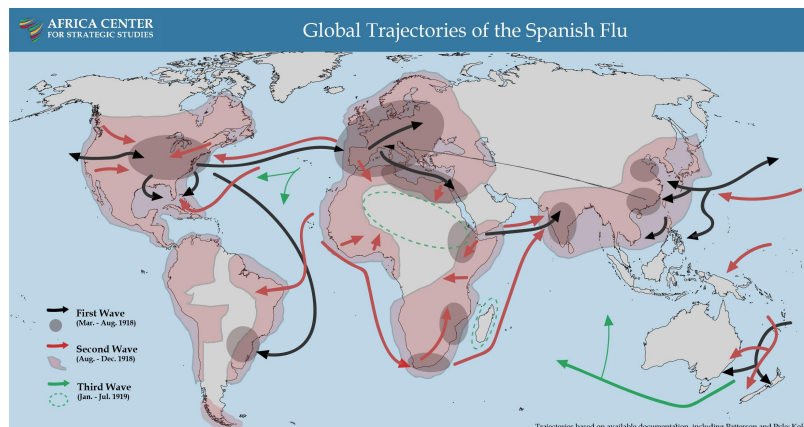 AFRICA CENTER
FOR STRATEGIC STUDIES
Global Trajectories of the Spanish Flu
First Wave
(Mar. - Aug. 1918)
Second Wave
(Aug. - Dec. 1918)
Third Wave
(Jan. - Jul. 1919)
Trajectories based on available documentation, including Patterson and Pyle; Kol